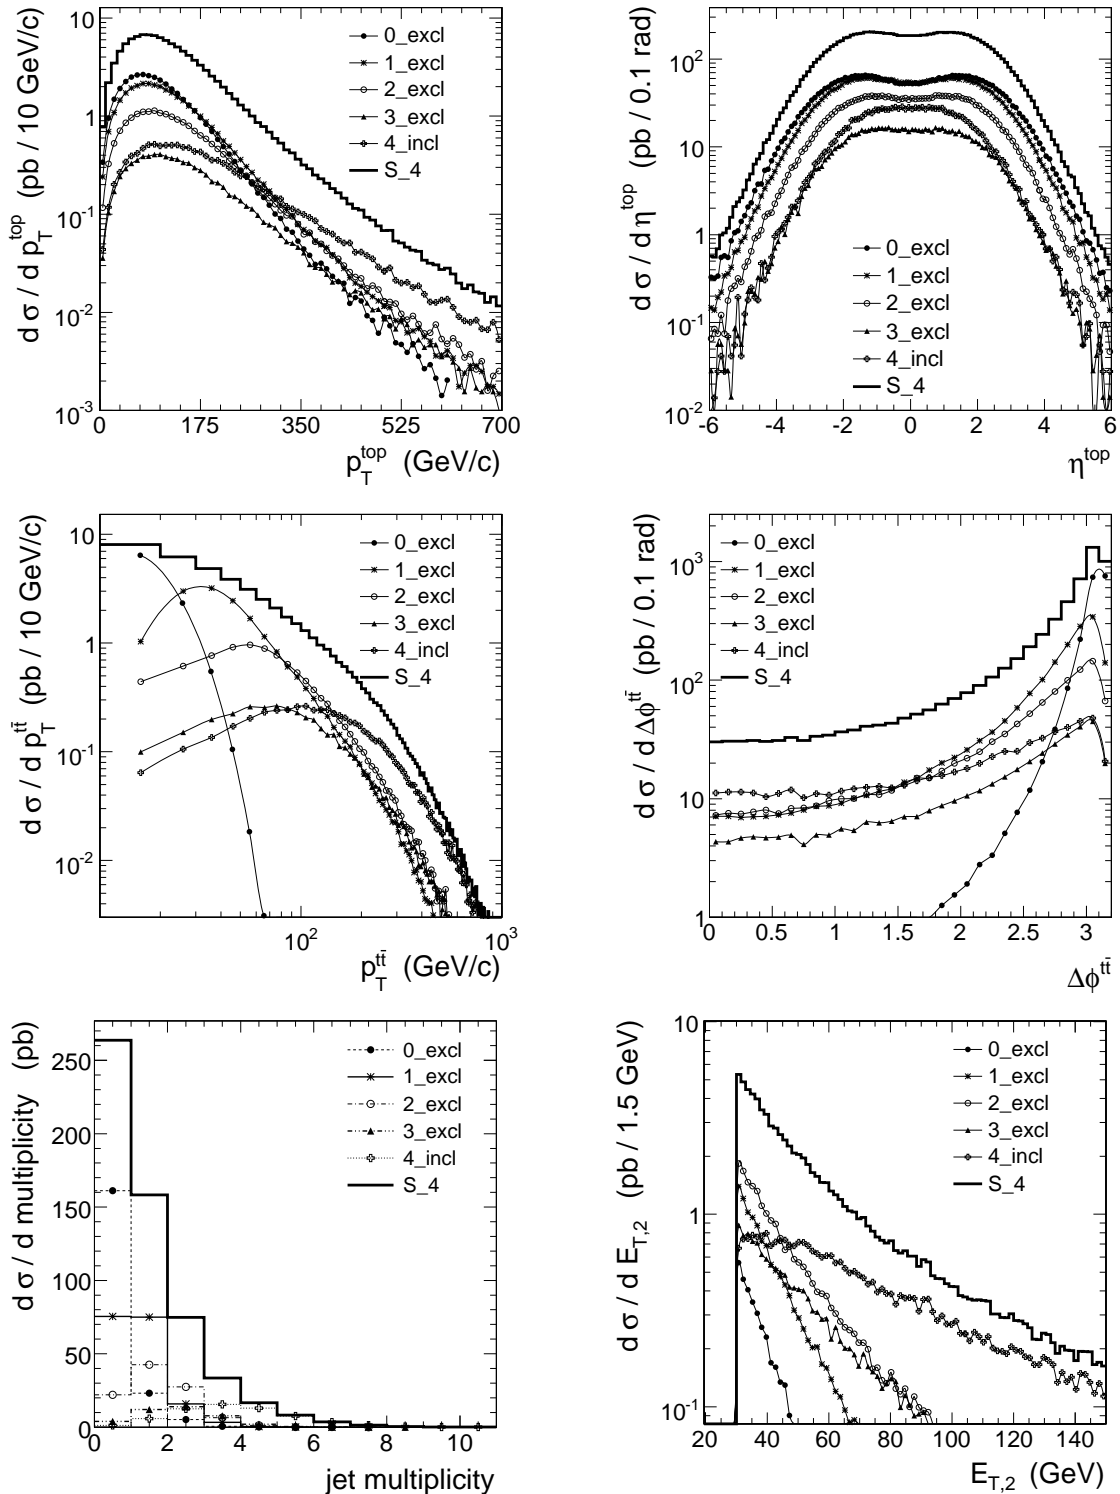 d σ / d p_T^top (pb / 10 GeV/c)
10
1
10^-1
10^-2
10^-3
0 175 350 525 700
p_T^top (GeV/c)
0_excl
1_excl
2_excl
3_excl
4_incl
S_4
d σ / d η^top (pb / 0.1 rad)
10^2
10
1
10^-1
10^-2
-6 -4 -2 0 2 4 6
η^top
0_excl
1_excl
2_excl
3_excl
4_incl
S_4
d σ / d p_T^tt̄ (pb / 10 GeV/c)
10
1
10^-1
10^-2
10^2 10^3
p_T^tt̄ (GeV/c)
0_excl
1_excl
2_excl
3_excl
4_incl
S_4
d σ / d Δϕ^tt̄ (pb / 0.1 rad)
10^3
10^2
10
1
0 0.5 1 1.5 2 2.5 3
Δϕ^tt̄
0_excl
1_excl
2_excl
3_excl
4_incl
S_4
d σ / d multiplicity (pb)
250
200
150
100
50
0
0 2 4 6 8 10
jet multiplicity
0_excl
1_excl
2_excl
3_excl
4_incl
S_4
d σ / d E_T,2 (pb / 1.5 GeV)
10
1
10^-1
20 40 60 80 100 120 140
E_T,2 (GeV)
0_excl
1_excl
2_excl
3_excl
4_incl
S_4